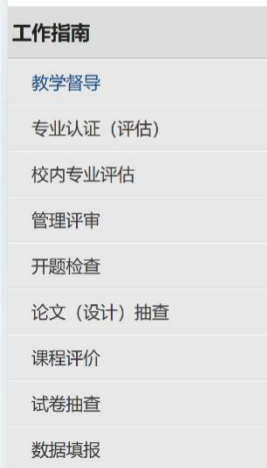 工作指南
教学督导
专业认证（评估）
校内专业评估
管理评审
开题检查
论文（设计）抽查
课程评价
试卷抽查
数据填报